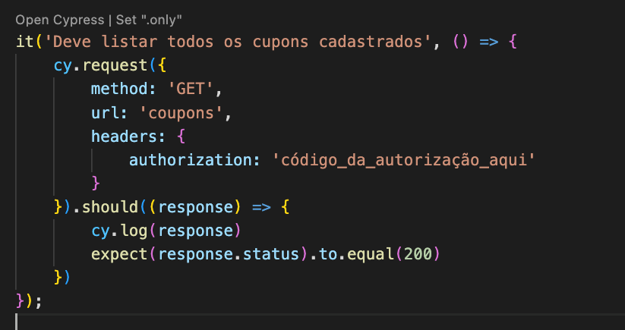 Open Cypress | Set ".only"
it('Deve listar todos os cupons cadastrados', () => {
    cy.request({
        method: 'GET',
        url: 'coupons',
        headers: {
            authorization: 'código_da_autorização_aqui'
        }
    }).should((response) => {
        cy.log(response)
        expect(response.status).to.equal(200)
    })
});